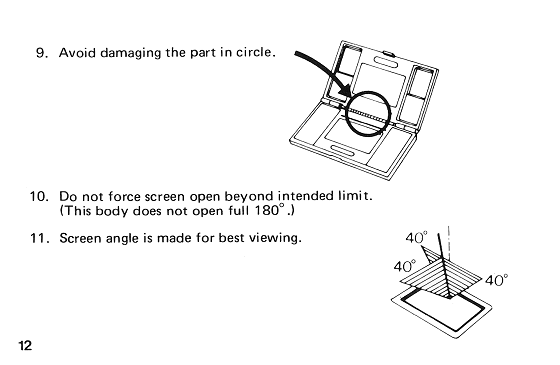 9. Avoid damaging the part in circle.
10. Do not force screen open beyond intended limit.
(This body does not open full 180°.)
11. Screen angle is made for best viewing.
40°
40°
40°
12